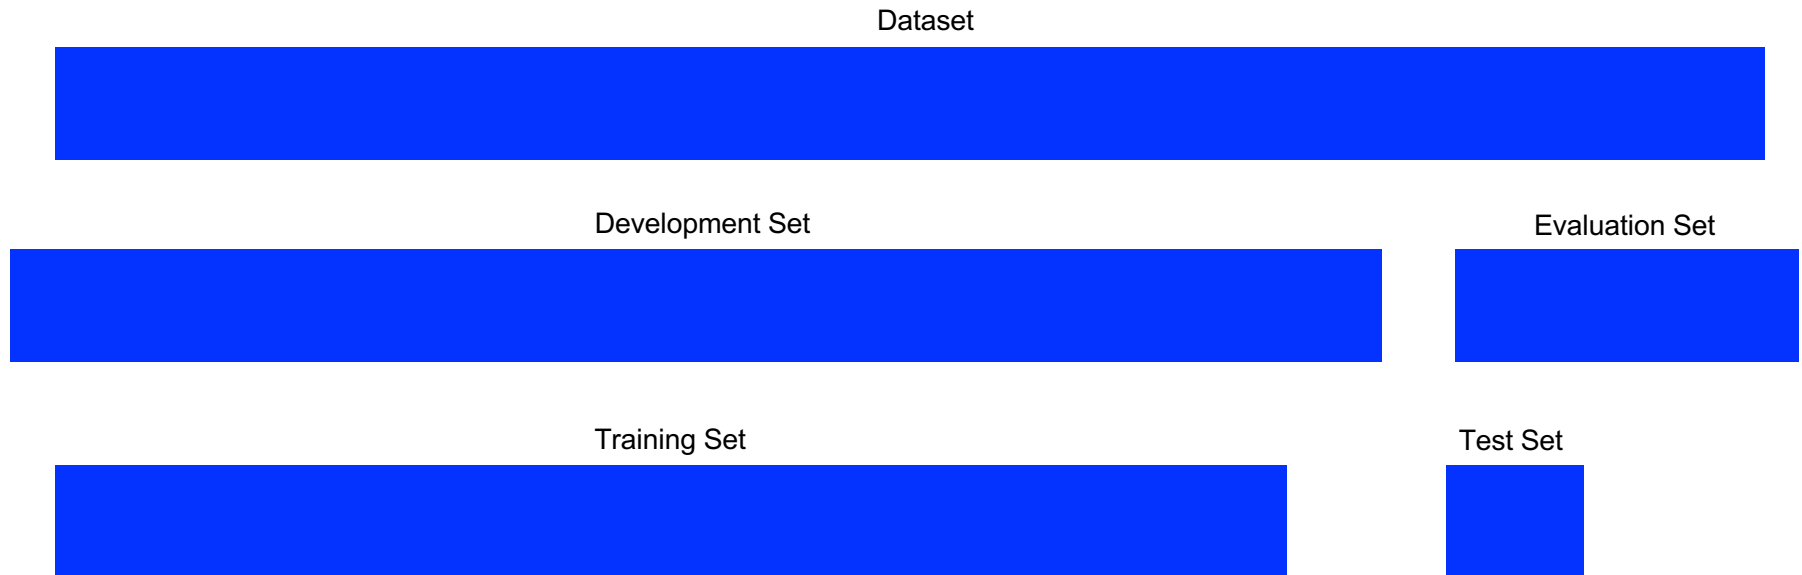 Dataset
Development Set
Evaluation Set
Training Set
Test Set